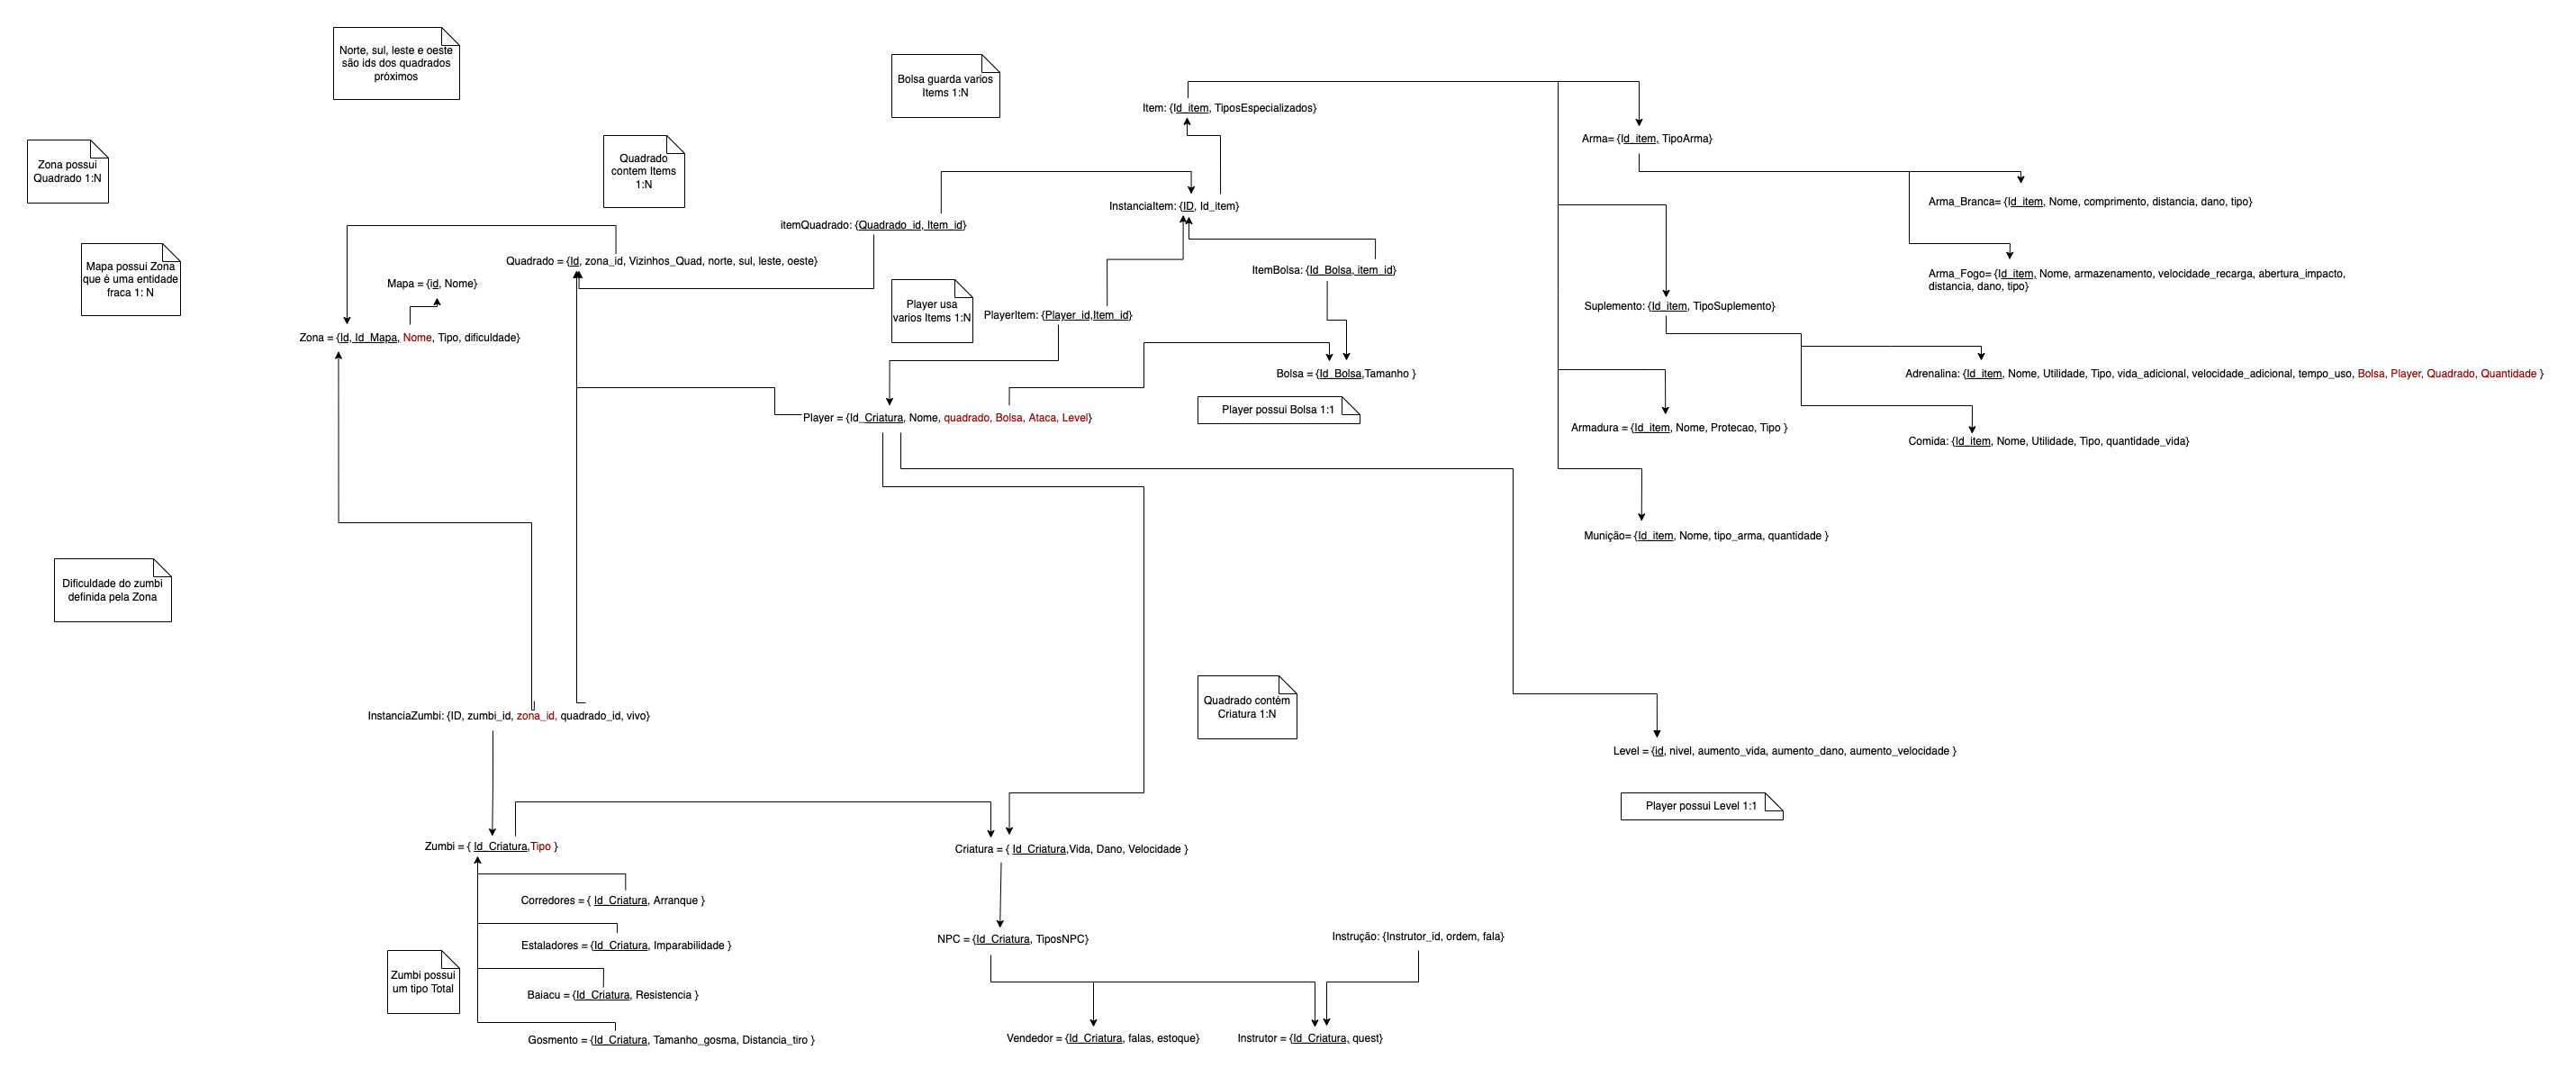 Norte, sul, leste e oeste
são ids dos quadrados
próximos
Bolsa guarda varios
Items 1:N
Item: {Id_item, TiposEspecializados}
Arma= {Id_item, TipoArma}
Zona possui
Quadrado 1:N
Quadrado
contem Items
1:N
InstanciaItem: {ID, Id_item}
Arma_Branca= {Id_item, Nome, comprimento, distancia, dano, tipo}
itemQuadrado: {Quadrado_id, Item_id}
Mapa possui Zona
que é uma entidade
fraca 1: N
Quadrado = {Id, zona_id, Vizinhos_Quad, norte, sul, leste, oeste}
ItemBolsa: {Id_Bolsa, item_id}
Arma_Fogo= {Id_item, Nome, armazenamento, velocidade_recarga, abertura_impacto,
distancia, dano, tipo}
Mapa = {id, Nome}
Player usa
varios Items 1:N
PlayerItem: {Player_id,Item_id}
Suplemento: {Id_item, TipoSuplemento}
Zona = {Id, Id_Mapa, Nome, Tipo, dificuldade}
Bolsa = {Id_Bolsa,Tamanho }
Adrenalina: {Id_item, Nome, Utilidade, Tipo, vida_adicional, velocidade_adicional, tempo_uso, Bolsa, Player, Quadrado, Quantidade }
Player possui Bolsa 1:1
Player = {Id_Criatura, Nome, quadrado, Bolsa, Ataca, Level}
Armadura = {Id_item, Nome, Protecao, Tipo }
Comida: {Id_item, Nome, Utilidade, Tipo, quantidade_vida}
Munição= {Id_item, Nome, tipo_arma, quantidade }
Dificuldade do zumbi
definida pela Zona
Quadrado contém
Criatura 1:N
InstanciaZumbi: {ID, zumbi_id, zona_id, quadrado_id, vivo}
Level = {id, nivel, aumento_vida, aumento_dano, aumento_velocidade }
Player possui Level 1:1
Zumbi = { Id_Criatura,Tipo }
Criatura = { Id_Criatura,Vida, Dano, Velocidade }
Corredores = { Id_Criatura, Arranque }
Estaladores = {Id_Criatura, Imparabilidade }
NPC = {Id_Criatura, TiposNPC}
Instrução: {Instrutor_id, ordem, fala}
Zumbi possui
um tipo Total
Baiacu = {Id_Criatura, Resistencia }
Gosmento = {Id_Criatura, Tamanho_gosma, Distancia_tiro }
Vendedor = {Id_Criatura, falas, estoque}
Instrutor = {Id_Criatura, quest}